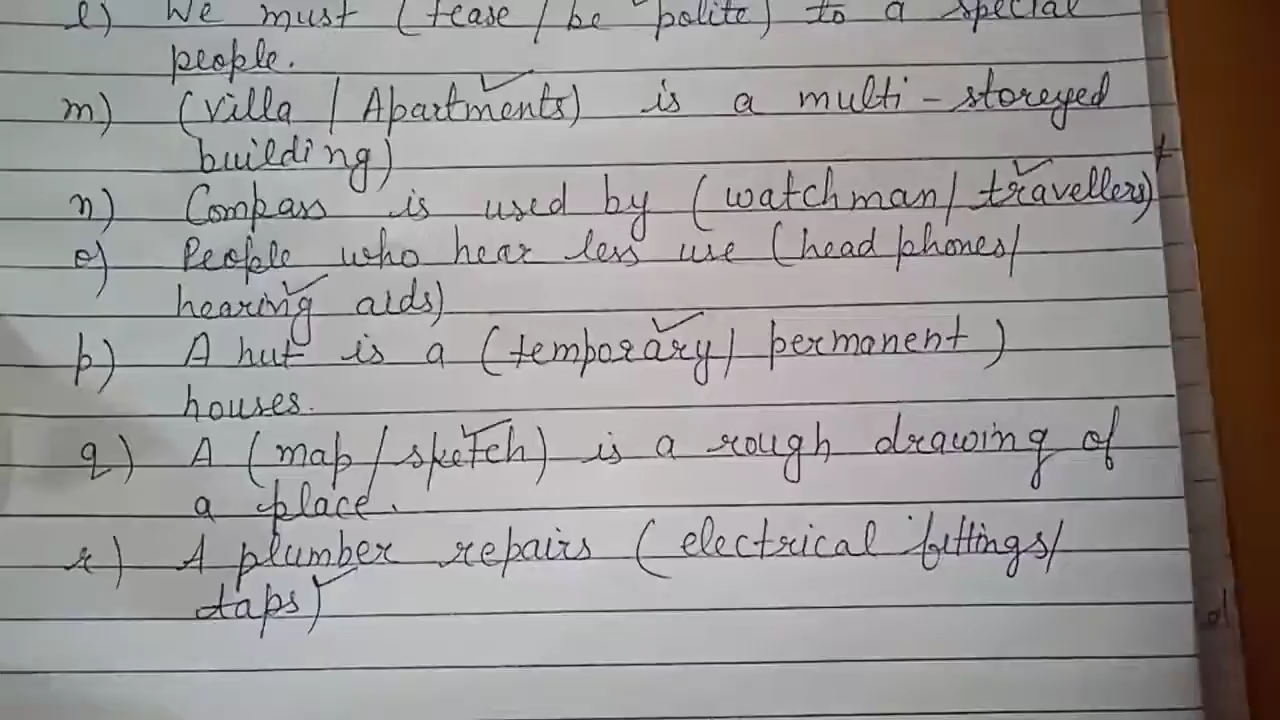 l) We must (tease / be polite) to a special
people.
m) (Villa / Apartments) is a multi-storeyed
building)
n) Compass is used by (watchman/ travellers)
o) People who hear less use (head phones/
hearing aids)
p) A hut is a (temporary/ permanent)
houses.
q) A (map / sketch) is a rough drawing of
a place.
r) A plumber repairs (electrical fittings/
taps)